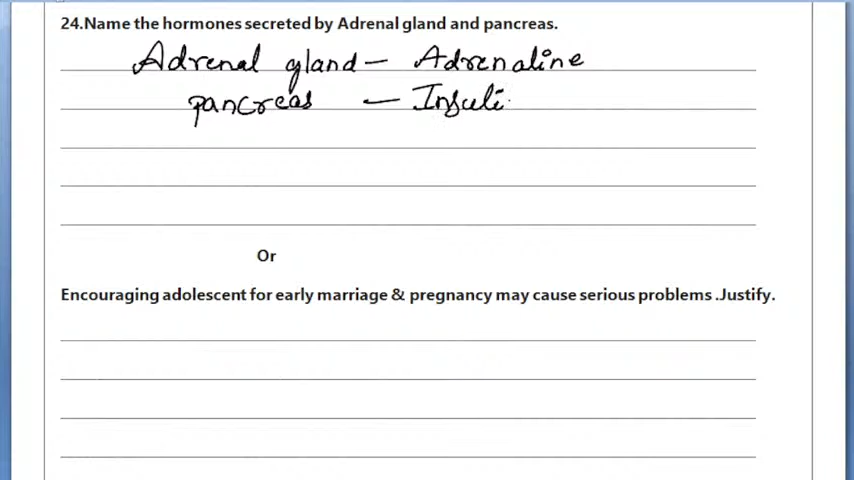 24.Name the hormones secreted by Adrenal gland and pancreas.
Adrenal gland — Adrenaline
pancreas — Insuli
Or
Encouraging adolescent for early marriage & pregnancy may cause serious problems .Justify.